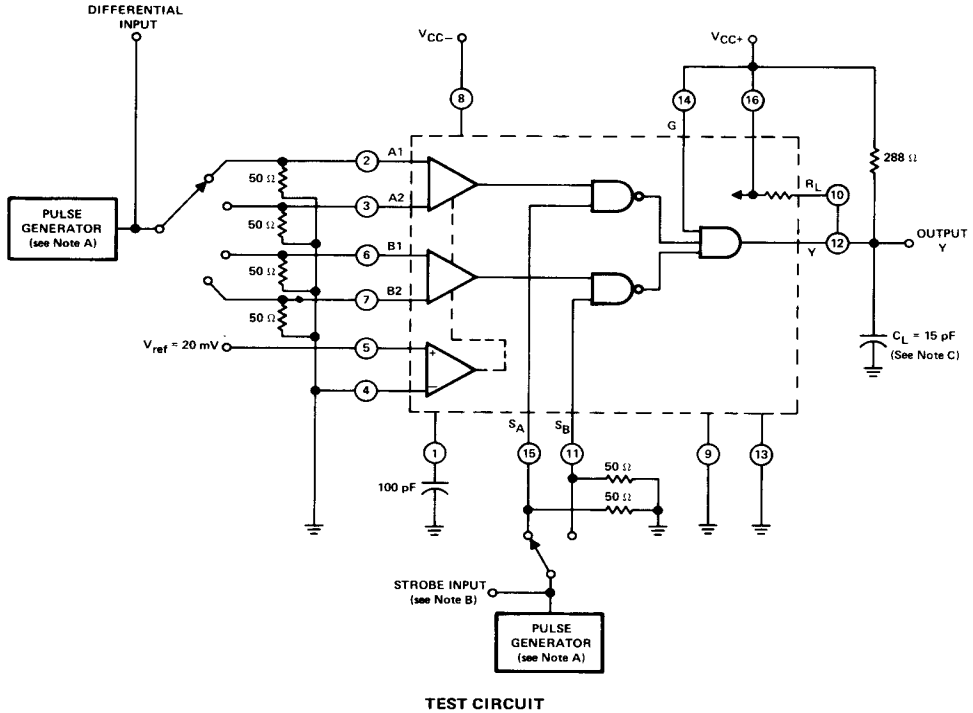 DIFFERENTIAL
INPUT
VCC−
VCC+
8
14
16
G
288 Ω
2
A1
50 Ω
RL
10
PULSE
GENERATOR
(see Note A)
3
A2
50 Ω
6
B1
Y
12
OUTPUT
Y
50 Ω
7
B2
50 Ω
Vref = 20 mV
5
+
CL = 15 pF
(See Note C)
4
−
SA
SB
1
15
11
9
13
50 Ω
100 pF
50 Ω
STROBE INPUT
(see Note B)
PULSE
GENERATOR
(see Note A)
TEST CIRCUIT